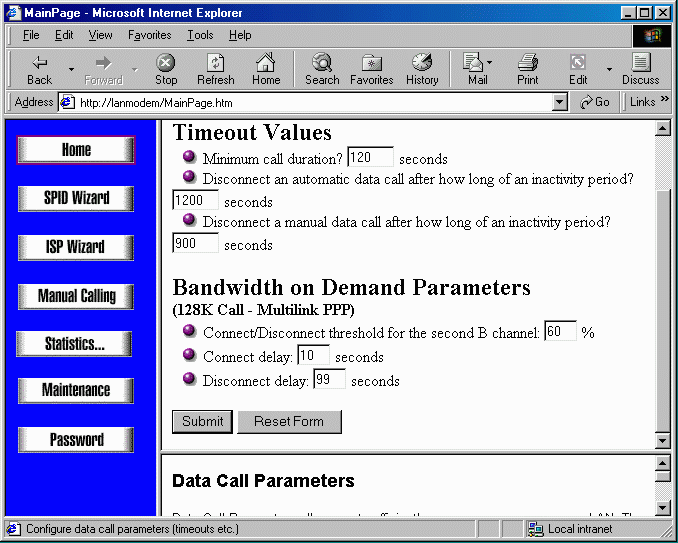 MainPage - Microsoft Internet Explorer
File Edit View Favorites Tools Help
Back Forward Stop Refresh Home Search Favorites History Mail Print Edit Discuss
Address http://lanmodem/MainPage.htm Go Links »
Home
SPID Wizard
ISP Wizard
Manual Calling
Statistics...
Maintenance
Password
Timeout Values
Minimum call duration? 120 seconds
Disconnect an automatic data call after how long of an inactivity period?
1200 seconds
Disconnect a manual data call after how long of an inactivity period?
900 seconds
Bandwidth on Demand Parameters
(128K Call - Multilink PPP)
Connect/Disconnect threshold for the second B channel: 60 %
Connect delay: 10 seconds
Disconnect delay: 99 seconds
Submit Reset Form
Data Call Parameters
Configure data call parameters (timeouts etc.) Local intranet